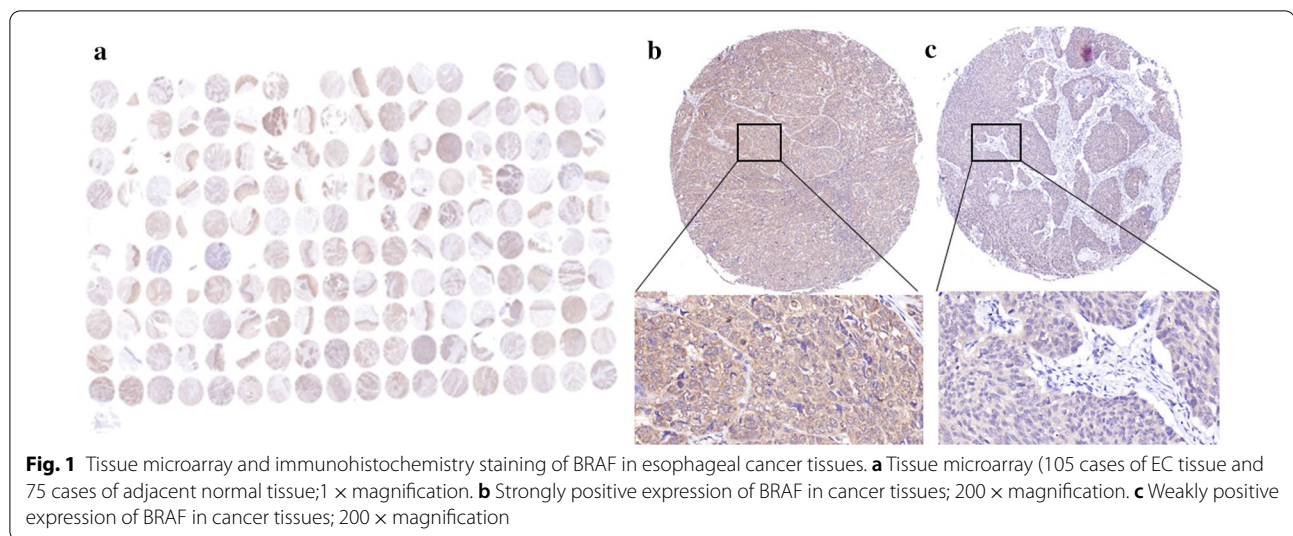 a
b
c
Fig. 1 Tissue microarray and immunohistochemistry staining of BRAF in esophageal cancer tissues. a Tissue microarray (105 cases of EC tissue and
75 cases of adjacent normal tissue;1 × magnification. b Strongly positive expression of BRAF in cancer tissues; 200 × magnification. c Weakly positive
expression of BRAF in cancer tissues; 200 × magnification